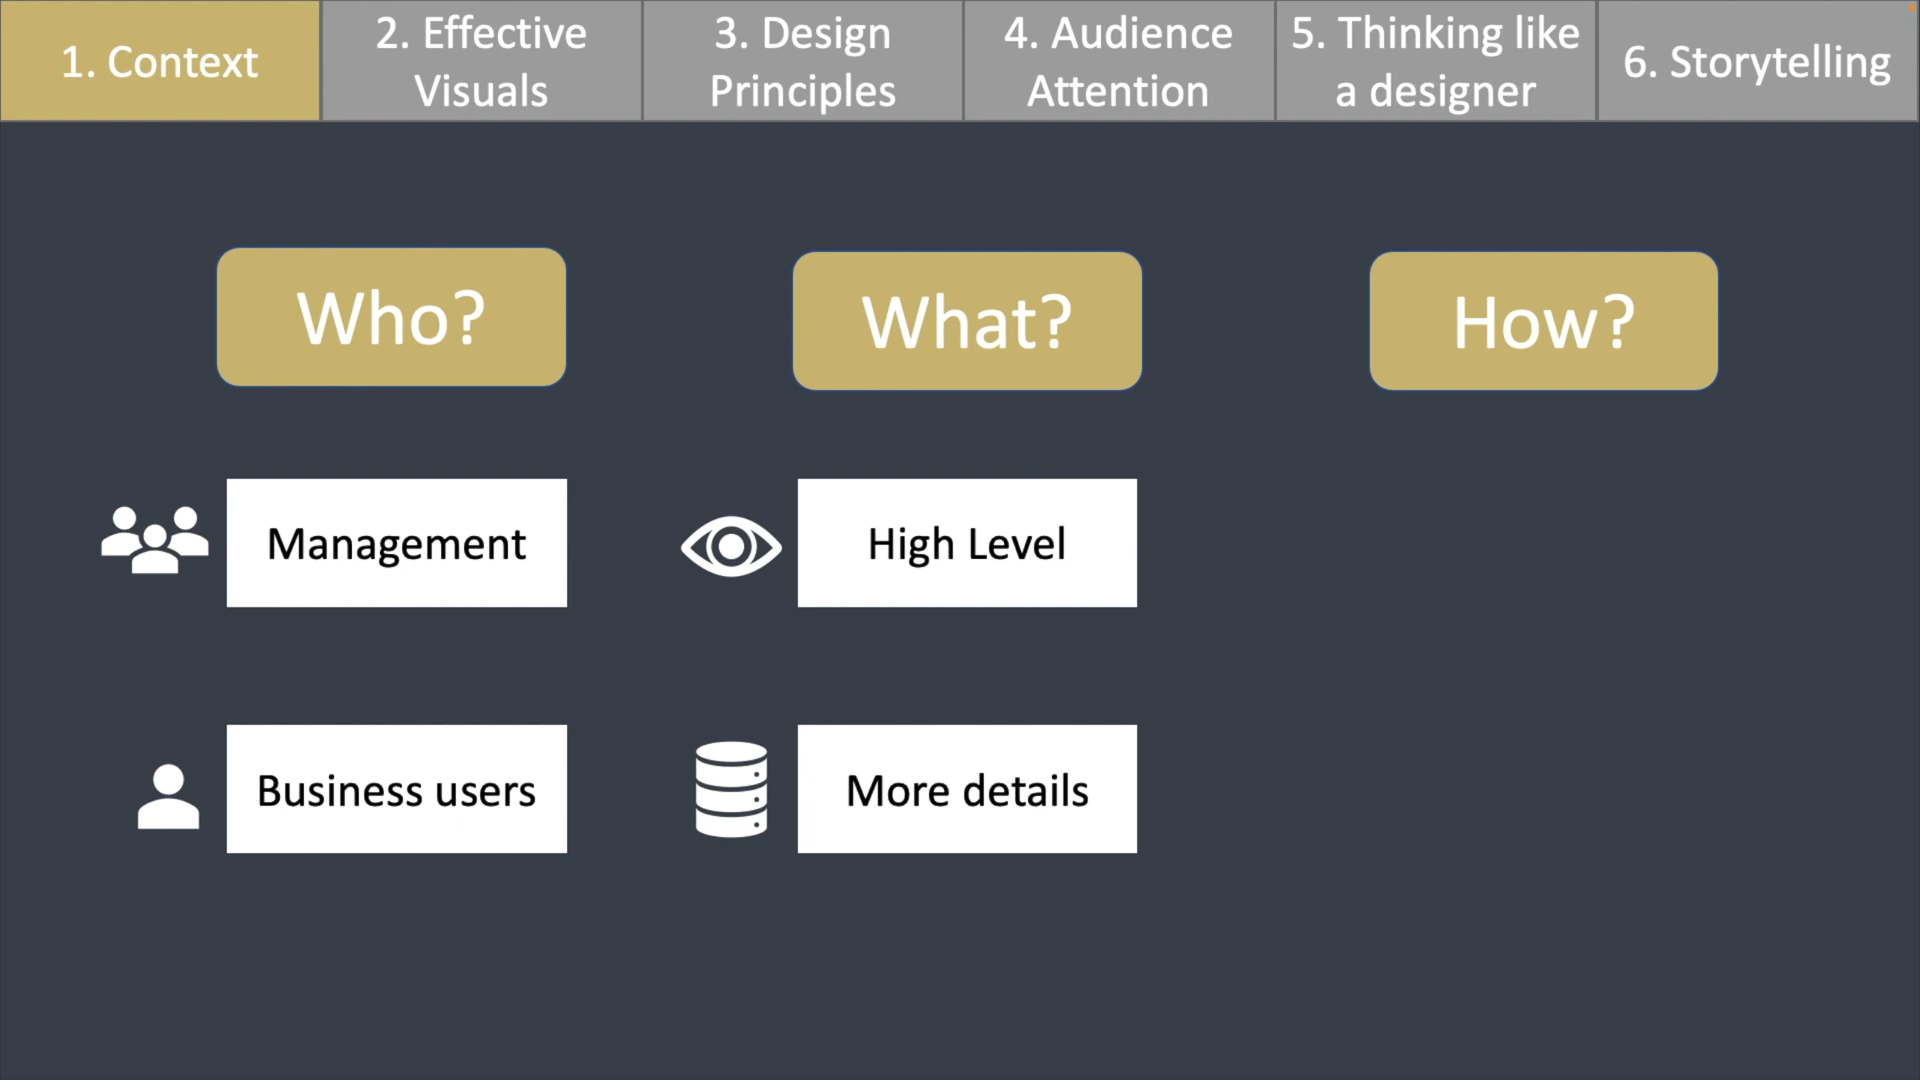 1. Context
2. Effective
Visuals
3. Design
Principles
4. Audience
Attention
5. Thinking like
a designer
6. Storytelling
Who?
What?
How?
Management
High Level
Business users
More details